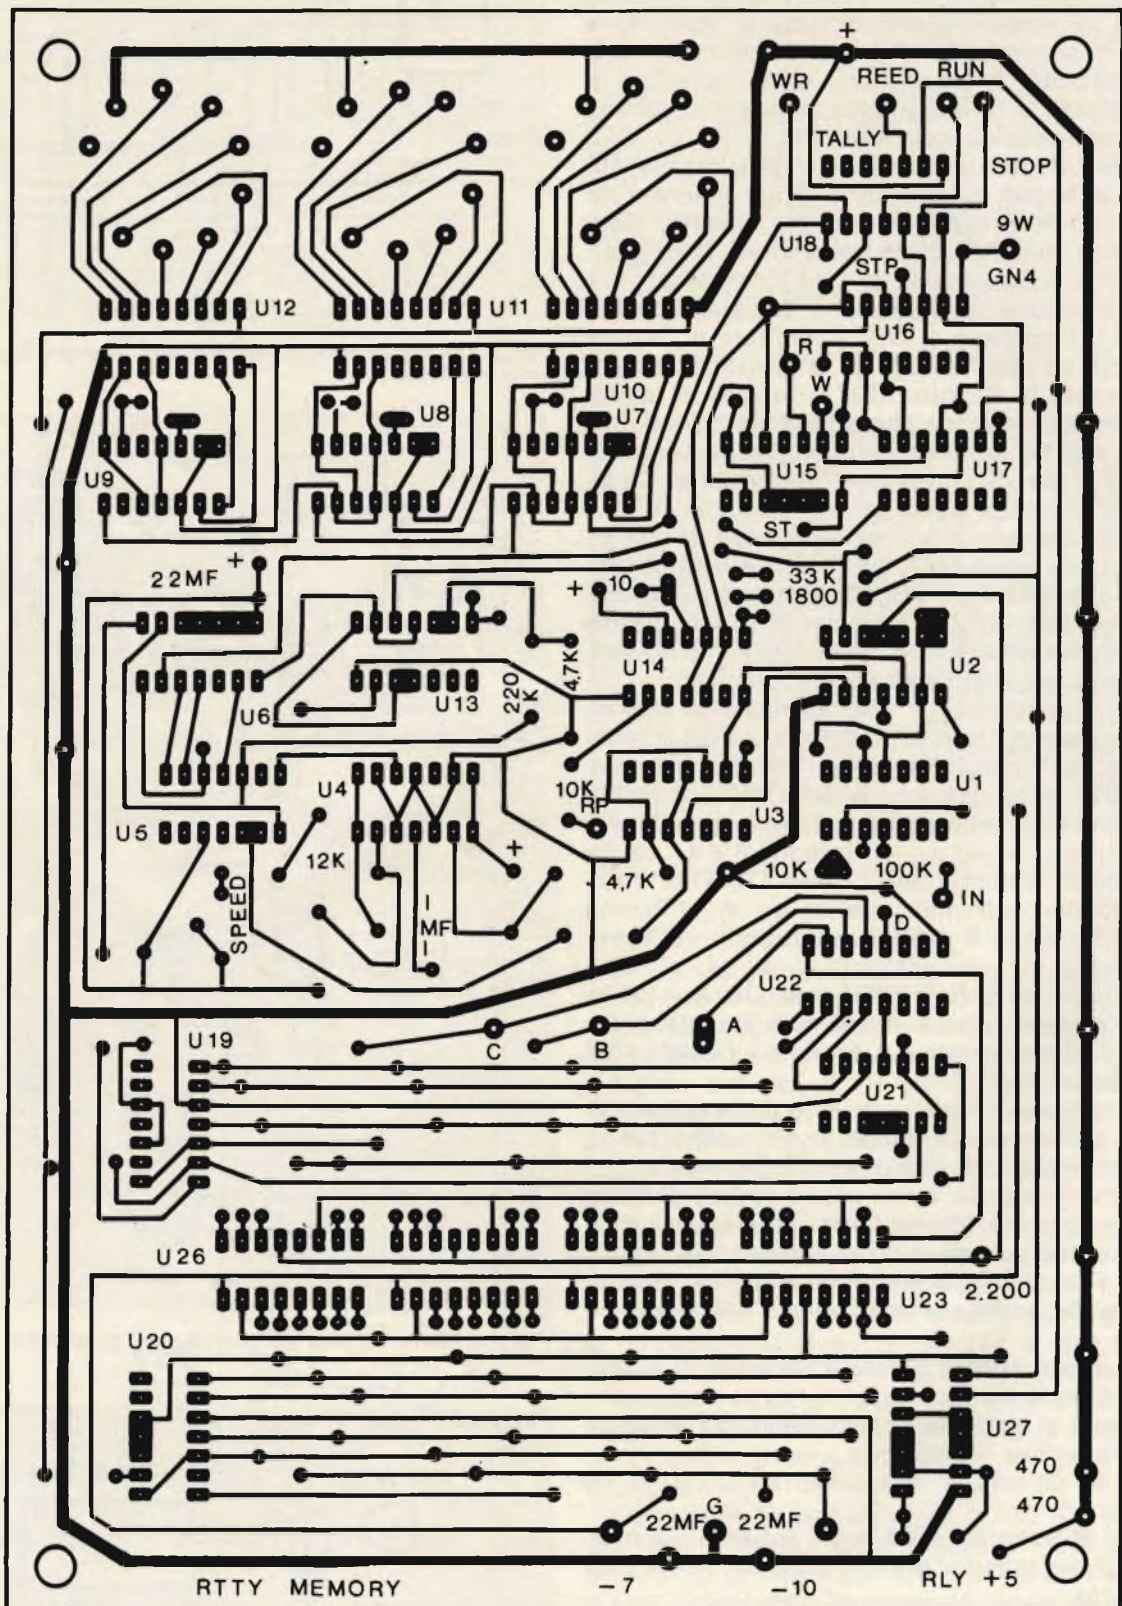 +
WR REED RUN
TALLY
STOP
U18 9W
STP GN4
U12 U11 U16
R
W
U10
U8 U7
U9 U15 U17
ST
22MF + + 10 33K
1800
U14 U2
4,7K
220
K
U6 U13
10K U1
U4 RP
U5 U3
12K + 4,7K 10K 100K
SPEED I IN
MF D
I
U22
A
U19 C B
U21
U26
2.200
U23
U20
U27
470
G 470
22MF 22MF
RTTY MEMORY -7 -10 RLY +5